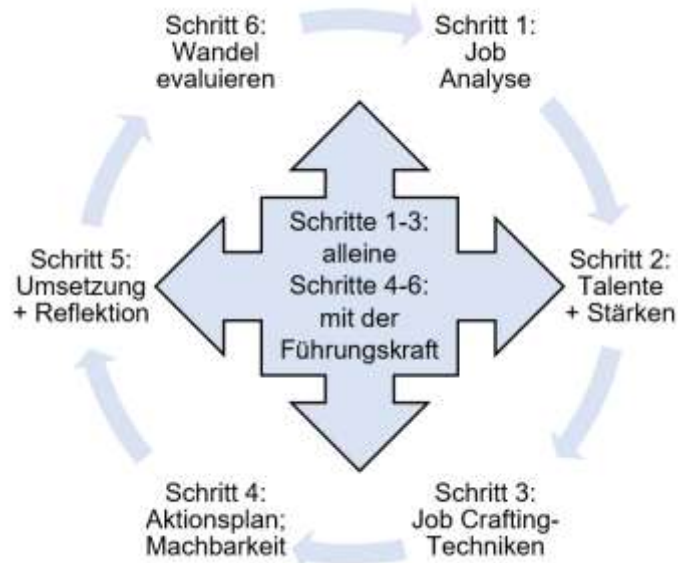 Schritt 6:
Wandel
evaluieren
Schritt 1:
Job
Analyse
Schritte 1-3:
alleine
Schritte 4-6:
mit der
Führungskraft
Schritt 5:
Umsetzung
+ Reflektion
Schritt 2:
Talente
+ Stärken
Schritt 4:
Aktionsplan;
Machbarkeit
Schritt 3:
Job Crafting-
Techniken